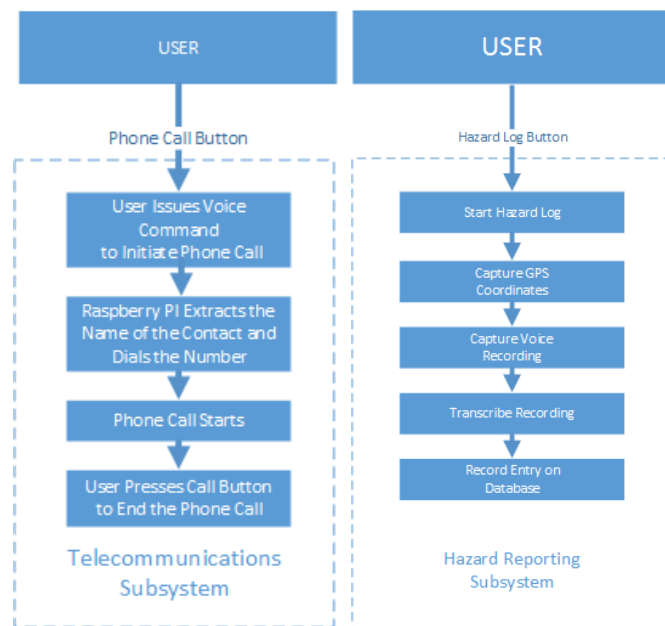 USER
Phone Call Button
User Issues Voice
Command
to Initiate Phone Call
Raspberry PI Extracts the
Name of the Contact and
Dials the Number
Phone Call Starts
User Presses Call Button
to End the Phone Call
Telecommunications
Subsystem
USER
Hazard Log Button
Start Hazard Log
Capture GPS
Coordinates
Capture Voice
Recording
Transcribe Recording
Record Entry on
Database
Hazard Reporting
Subsystem